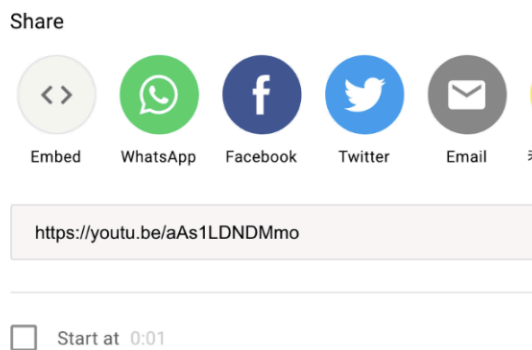 Share
Embed WhatsApp Facebook Twitter Email
https://youtu.be/aAs1LDNDMmo
Start at 0:01